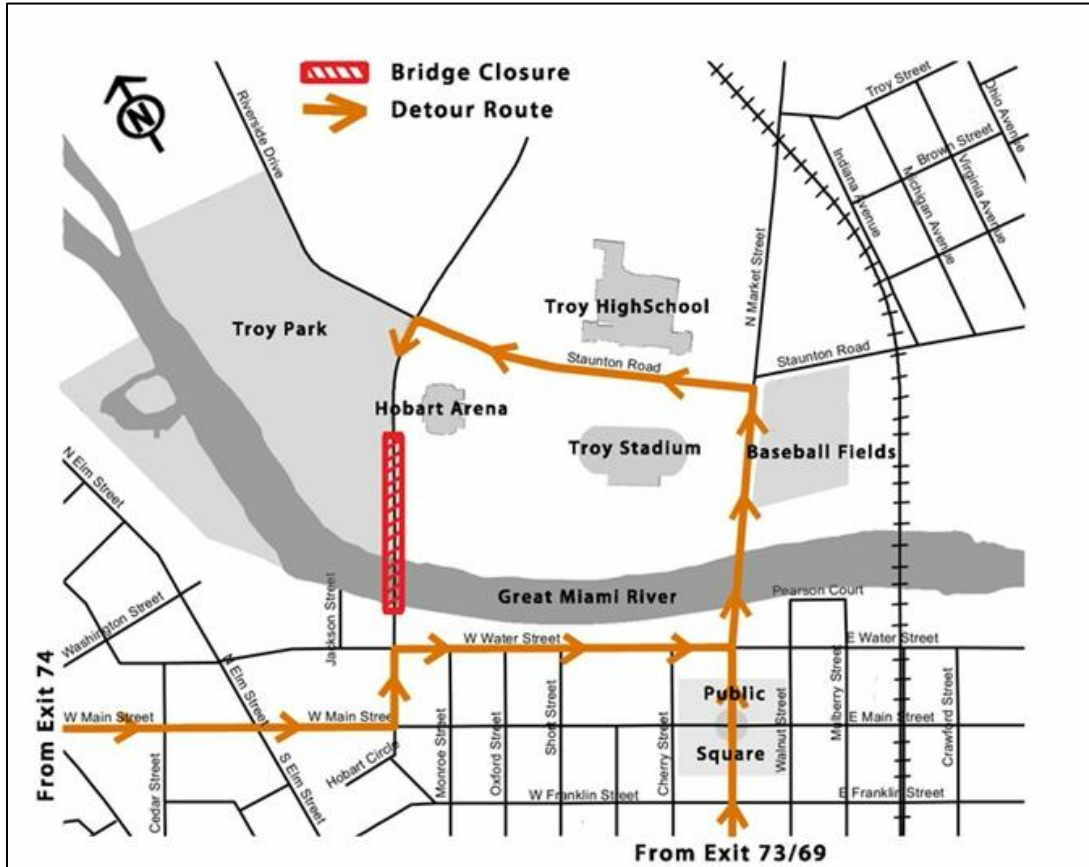 Bridge Closure
Detour Route
N
Riverside Drive
Troy Street
Ohio Avenue
Brown Street
Indiana Avenue
Michigan Avenue
Virginia Avenue
N Market Street
Troy HighSchool
Troy Park
Staunton Road
Staunton Road
Hobart Arena
Troy Stadium
Baseball Fields
N Elm Street
Great Miami River
Pearson Court
Jackson Street
Washington Street
W Water Street
E Water Street
N Elm Street
Public
Square
W Main Street
W Main Street
E Main Street
Mulberry Street
Walnut Street
Crawford Street
Cherry Street
Short Street
Oxford Street
Monroe Street
Hobart Circle
S Elm Street
Cedar Street
W Franklin Street
E Franklin Street
From Exit 74
From Exit 73/69